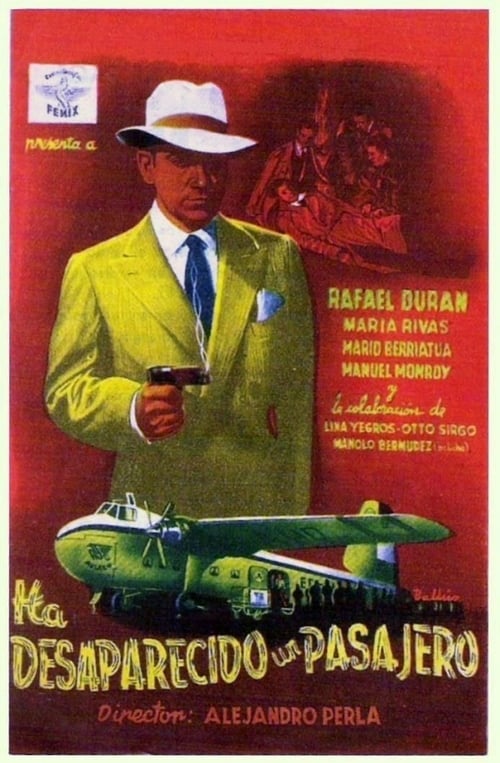 FENIX
presenta a
RAFAEL DURAN
MARIA RIVAS
MARIO BERRIATUA
MANUEL MONROY
y
la colaboración de
LINA YEGROS-OTTO SIRGO
MANOLO BERMUDEZ
Ha
DESAPARECIDO un PASAJERO
Director: ALEJANDRO PERLA